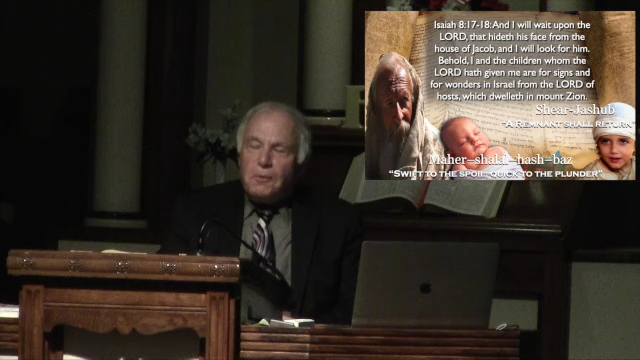 Isaiah 8:17-18: And I will wait upon the
LORD, that hideth his face from the
house of Jacob, and I will look for him.
Behold, I and the children whom the
LORD hath given me are for signs and
for wonders in Israel from the LORD of
hosts, which dwelleth in mount Zion.
Shear-Jashub
"A REMNANT SHALL RETURN"
Maher-shalal-hash-baz
"SWIFT TO THE SPOIL, QUICK TO THE PLUNDER"